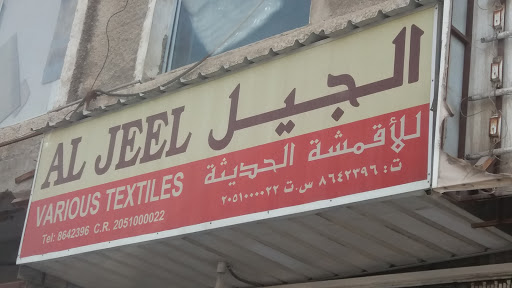 الجيل
AL JEEL
للأقمشة الحديثة
VARIOUS TEXTILES
ت: ٨٦٤٢٣٩٦ س.ت ٢٠٥١٠٠٠٠٢٢
Tel: 8642396 C.R. 2051000022